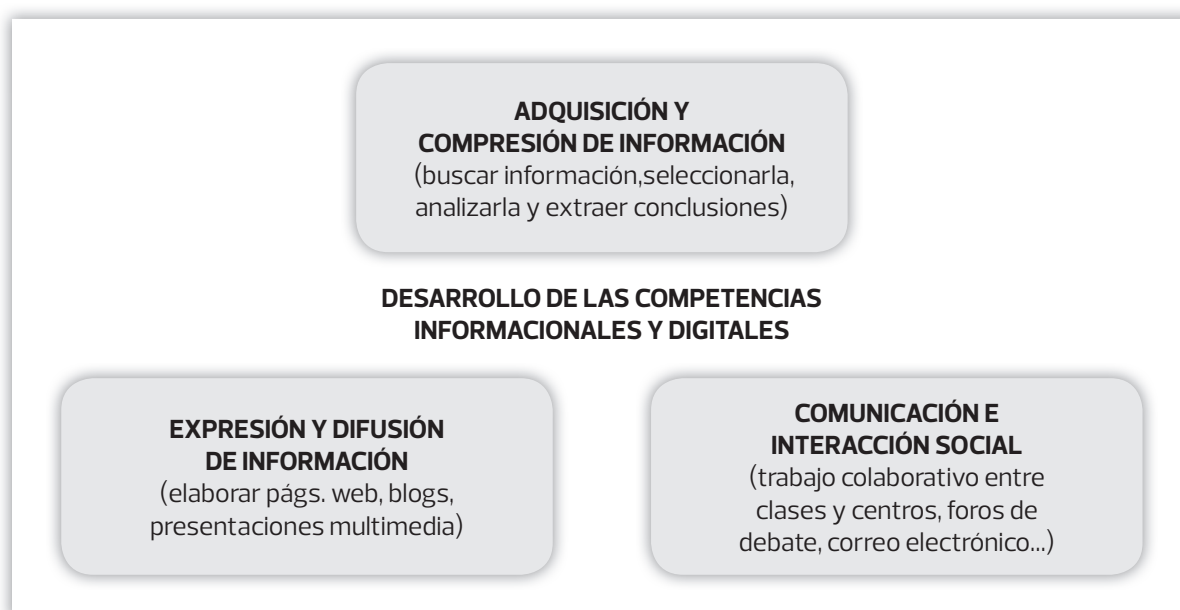 ADQUISICIÓN Y
COMPRESIÓN DE INFORMACIÓN
(buscar información,seleccionarla,
analizarla y extraer conclusiones)
DESARROLLO DE LAS COMPETENCIAS
INFORMACIONALES Y DIGITALES
EXPRESIÓN Y DIFUSIÓN
DE INFORMACIÓN
(elaborar págs. web, blogs,
presentaciones multimedia)
COMUNICACIÓN E
INTERACCIÓN SOCIAL
(trabajo colaborativo entre
clases y centros, foros de
debate, correo electrónico...)